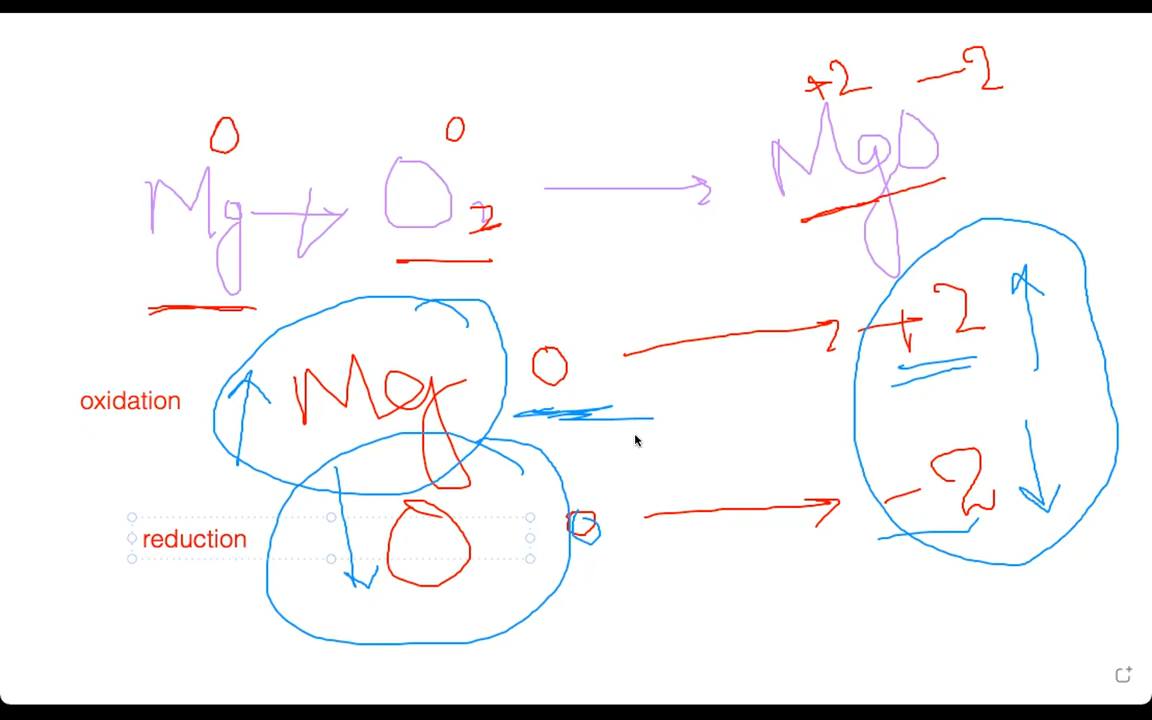 0 0 +2 -2
Mg + O2 → MgO
oxidation Mg 0 → +2
reduction O 0 → -2